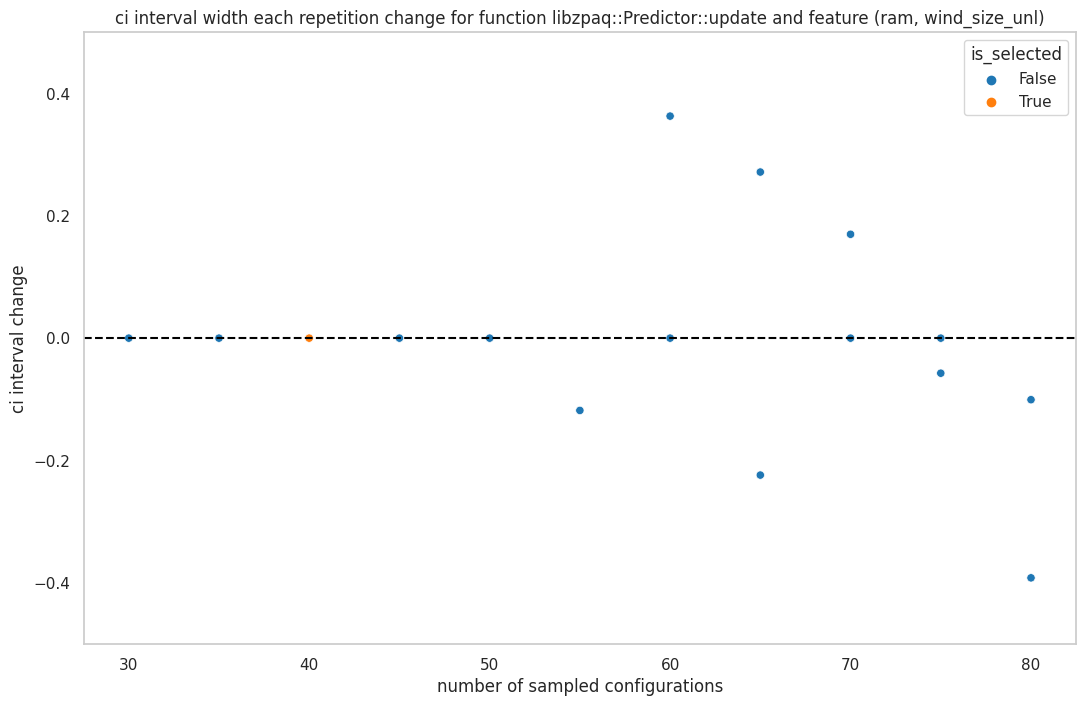 ci interval width each repetition change for function libzpaq::Predictor::update and feature (ram, wind_size_unl)
is_selected
False
True
0.4
0.2
0.0
−0.2
−0.4
ci interval change
30
40
50
60
70
80
number of sampled configurations